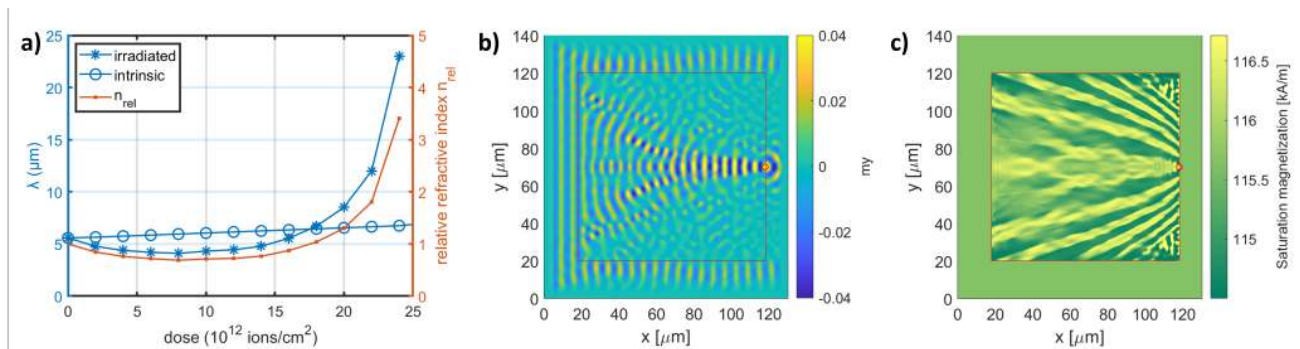 a)
25
20
15
10
5
0
λ (μm)
irradiated
intrinsic
n_rel
5
4
3
2
1
0
relative refractive index n_rel
0
5
10
15
20
25
dose (10^12 ions/cm^2)
b)
140
120
100
80
60
40
20
0
y [μm]
0 20 40 60 80 100 120
x [μm]
0.04
0.02
0
-0.02
-0.04
my
c)
140
120
100
80
60
40
20
0
y [μm]
0 20 40 60 80 100 120
x [μm]
116.5
116
115.5
115
Saturation magnetization [kA/m]